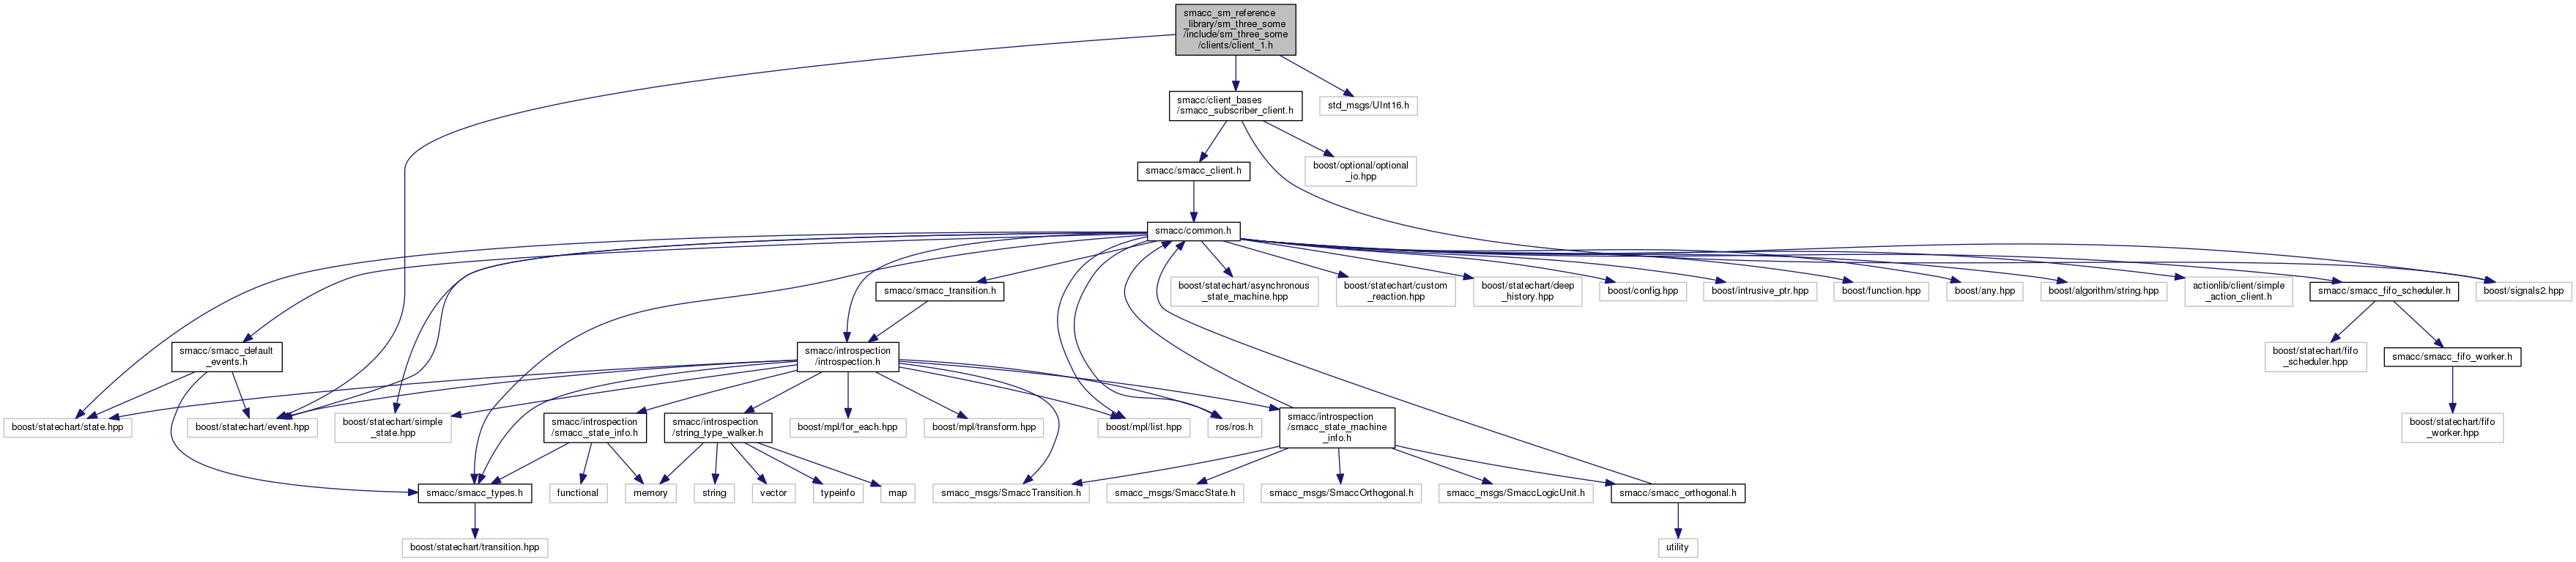 smacc_sm_reference
_library/sm_three_some
/include/sm_three_some
/clients/client_1.h
smacc/client_bases
/smacc_subscriber_client.h
std_msgs/UInt16.h
smacc/smacc_client.h
boost/optional/optional
_io.hpp
smacc/common.h
smacc/smacc_transition.h
boost/statechart/asynchronous
_state_machine.hpp
boost/statechart/custom
_reaction.hpp
boost/statechart/deep
_history.hpp
boost/config.hpp
boost/intrusive_ptr.hpp
boost/function.hpp
boost/any.hpp
boost/algorithm/string.hpp
actionlib/client/simple
_action_client.h
smacc/smacc_fifo_scheduler.h
boost/signals2.hpp
smacc/smacc_default
_events.h
smacc/introspection
/introspection.h
boost/statechart/fifo
_scheduler.hpp
smacc/smacc_fifo_worker.h
boost/statechart/state.hpp
boost/statechart/event.hpp
boost/statechart/simple
_state.hpp
smacc/introspection
/smacc_state_info.h
smacc/introspection
/string_type_walker.h
boost/mpl/for_each.hpp
boost/mpl/transform.hpp
boost/mpl/list.hpp
ros/ros.h
smacc/introspection
/smacc_state_machine
_info.h
boost/statechart/fifo
_worker.hpp
smacc/smacc_types.h
functional
memory
string
vector
typeinfo
map
smacc_msgs/SmaccTransition.h
smacc_msgs/SmaccState.h
smacc_msgs/SmaccOrthogonal.h
smacc_msgs/SmaccLogicUnit.h
smacc/smacc_orthogonal.h
boost/statechart/transition.hpp
utility